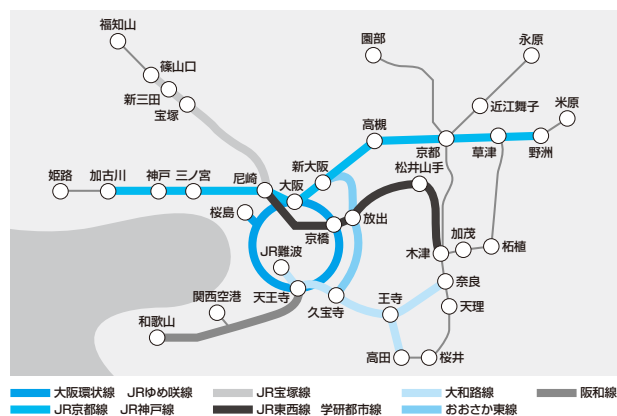 福知山
篠山口
新三田
宝塚
園部
永原
近江舞子
米原
高槻
京都
草津
野洲
新大阪
松井山手
尼崎
大阪
姫路
加古川
神戸
三ノ宮
桜島
京橋
放出
加茂
木津
柘植
JR難波
奈良
関西空港
天王寺
久宝寺
王寺
天理
和歌山
高田
桜井
大阪環状線 JRゆめ咲線
JR宝塚線
大和路線
阪和線
JR京都線 JR神戸線
JR東西線 学研都市線
おおさか東線